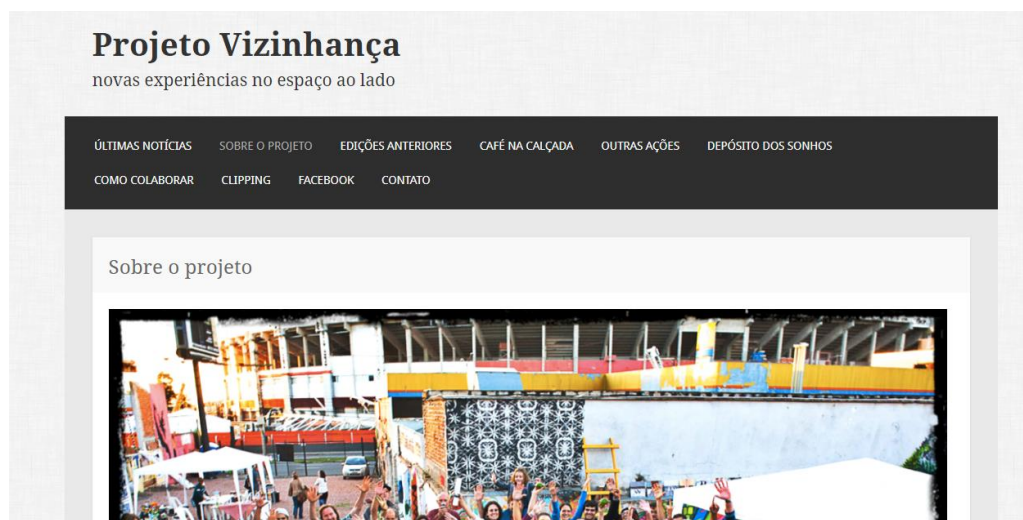 Projeto Vizinhança
novas experiências no espaço ao lado
ÚLTIMAS NOTÍCIAS SOBRE O PROJETO EDIÇÕES ANTERIORES CAFÉ NA CALÇADA OUTRAS AÇÕES DEPÓSITO DOS SONHOS
COMO COLABORAR CLIPPING FACEBOOK CONTATO
Sobre o projeto